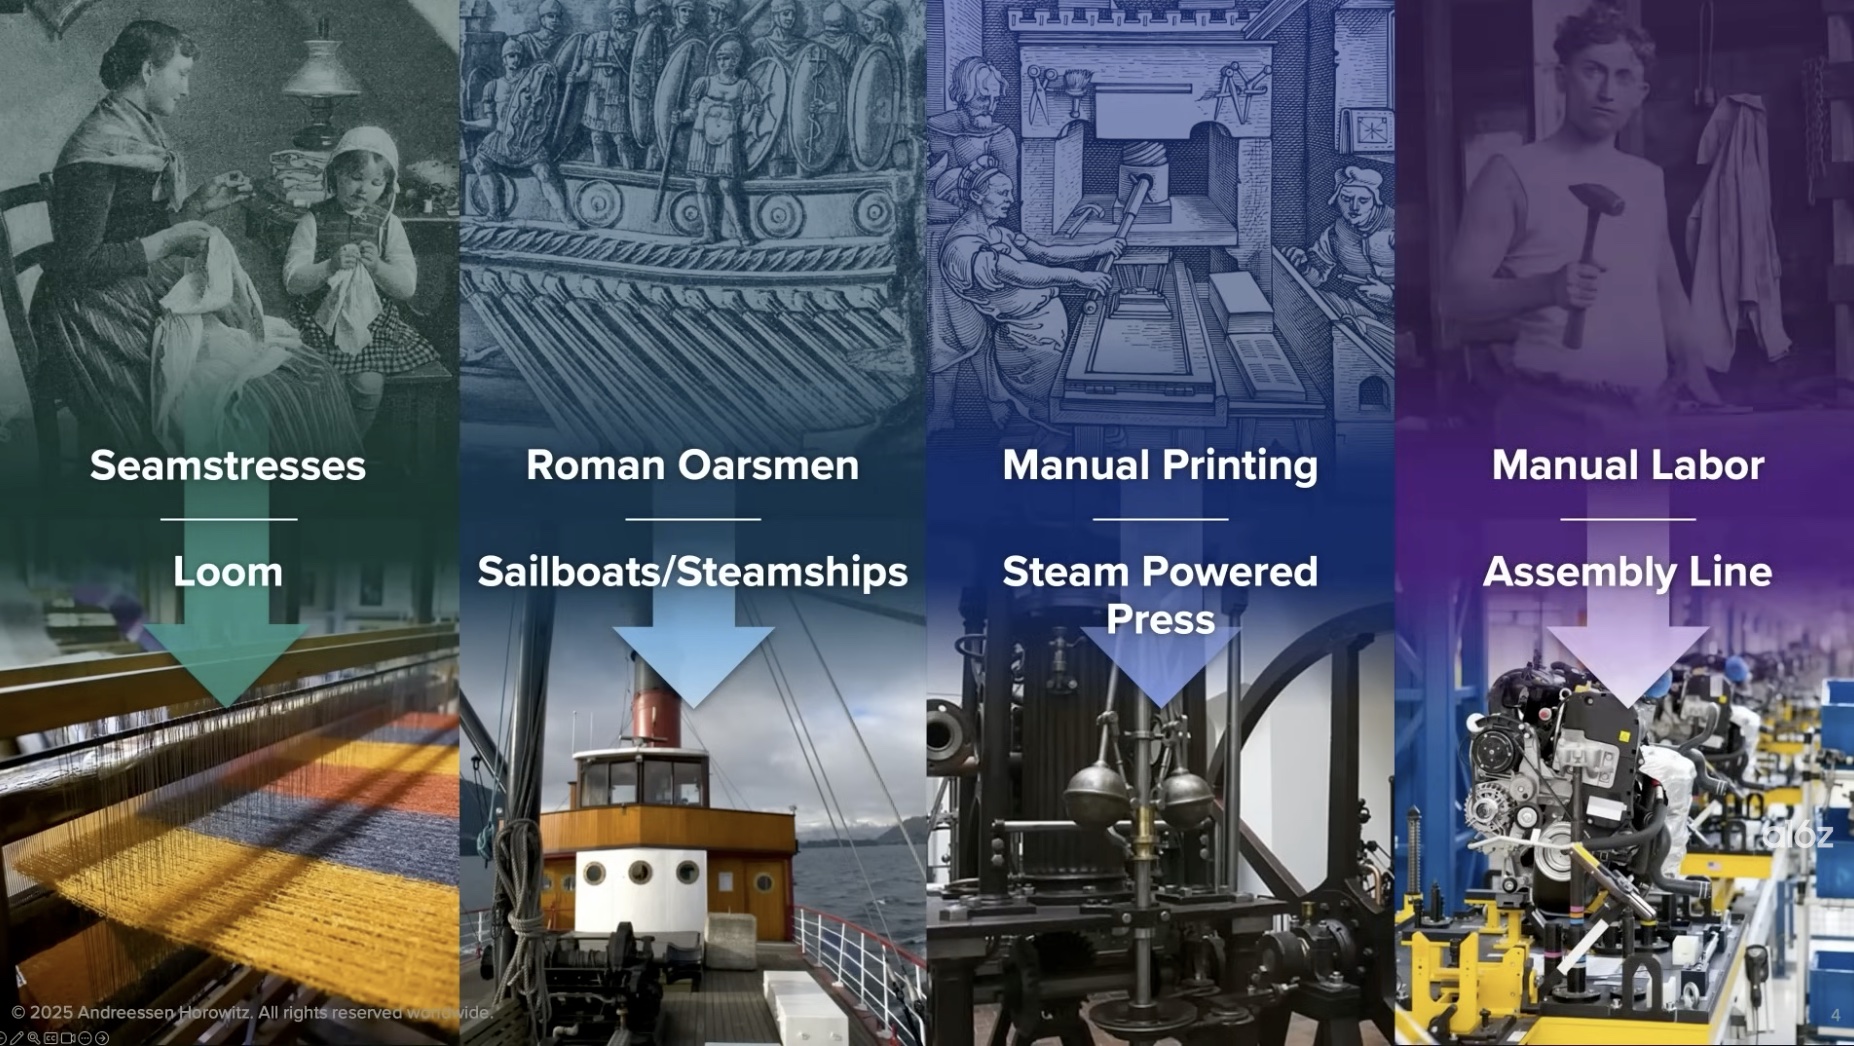 Seamstresses
Loom
Roman Oarsmen
Sailboats/Steamships
Manual Printing
Steam Powered
Press
Manual Labor
Assembly Line
a16z
© 2025 Andreessen Horowitz. All rights reserved worldwide.
4